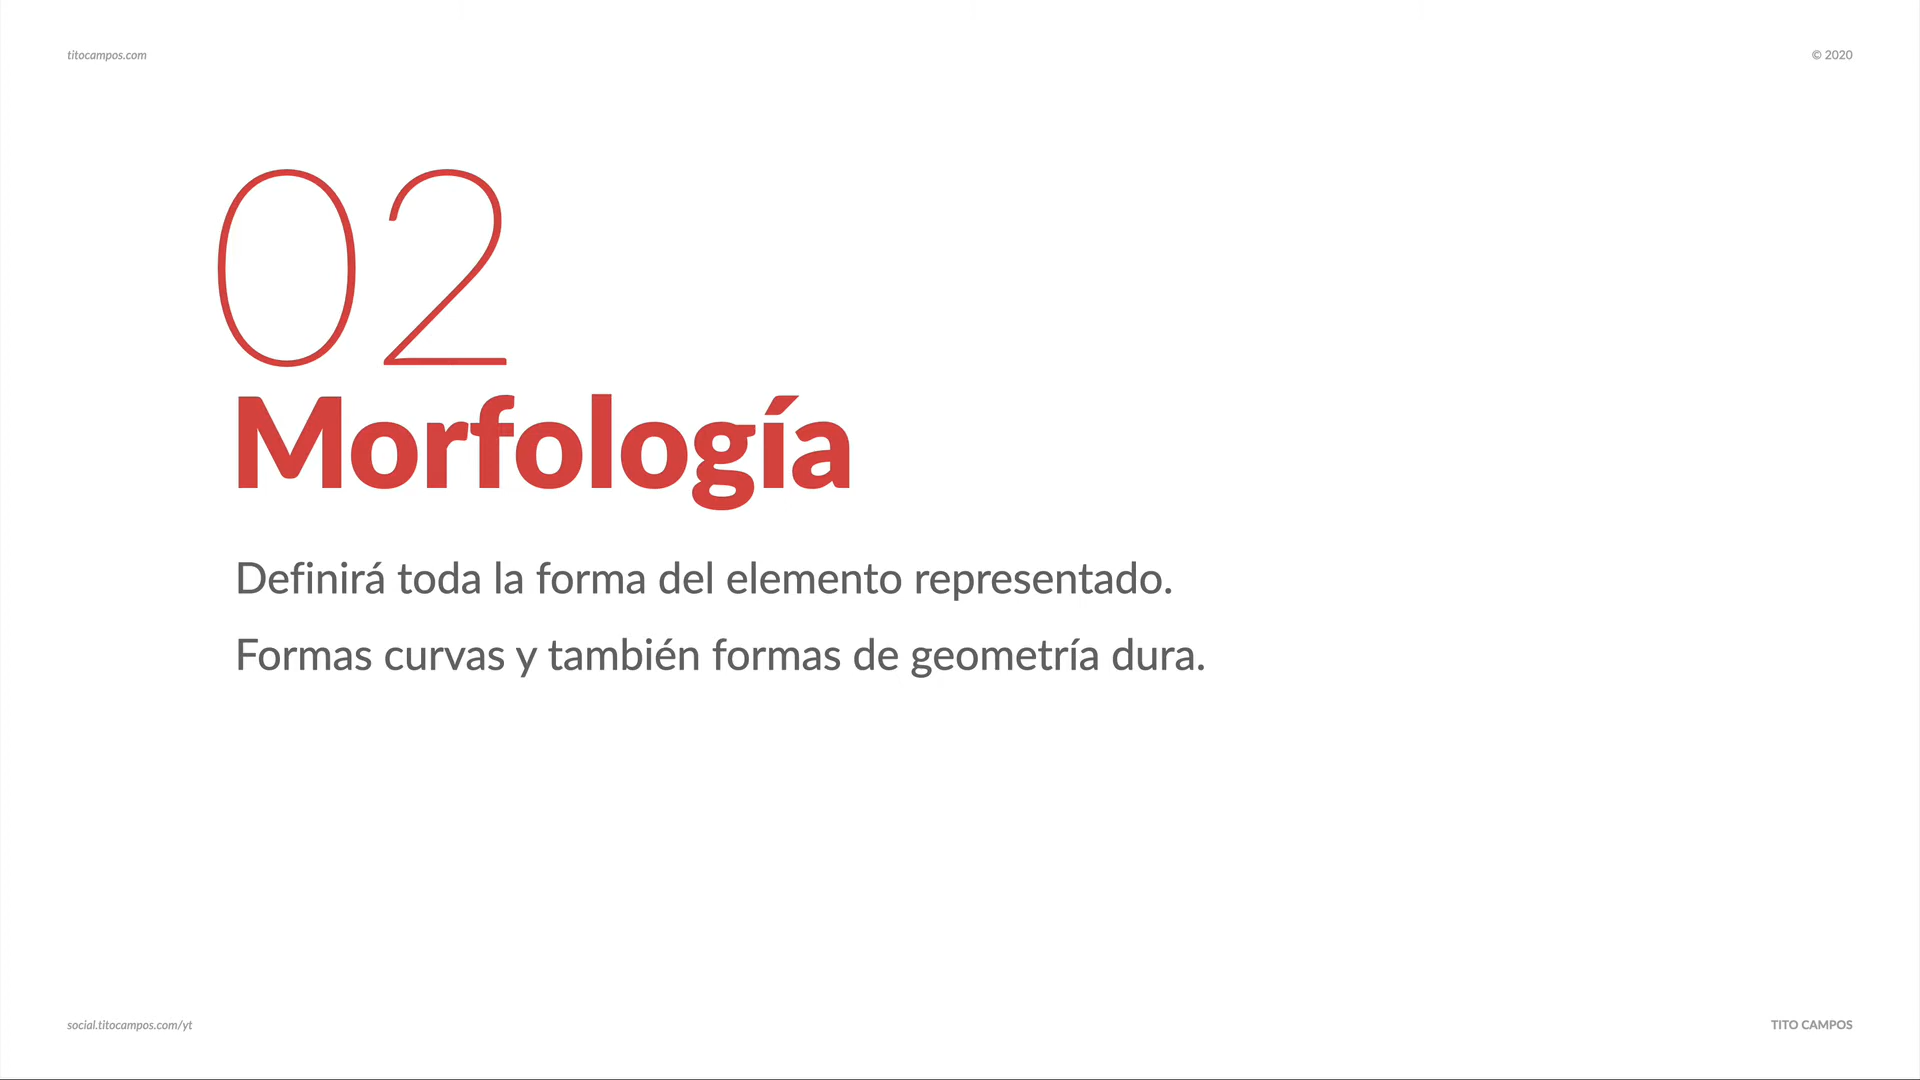 titocampos.com
© 2020
02
Morfología
Definirá toda la forma del elemento representado.
Formas curvas y también formas de geometría dura.
social.titocampos.com/yt
TITO CAMPOS